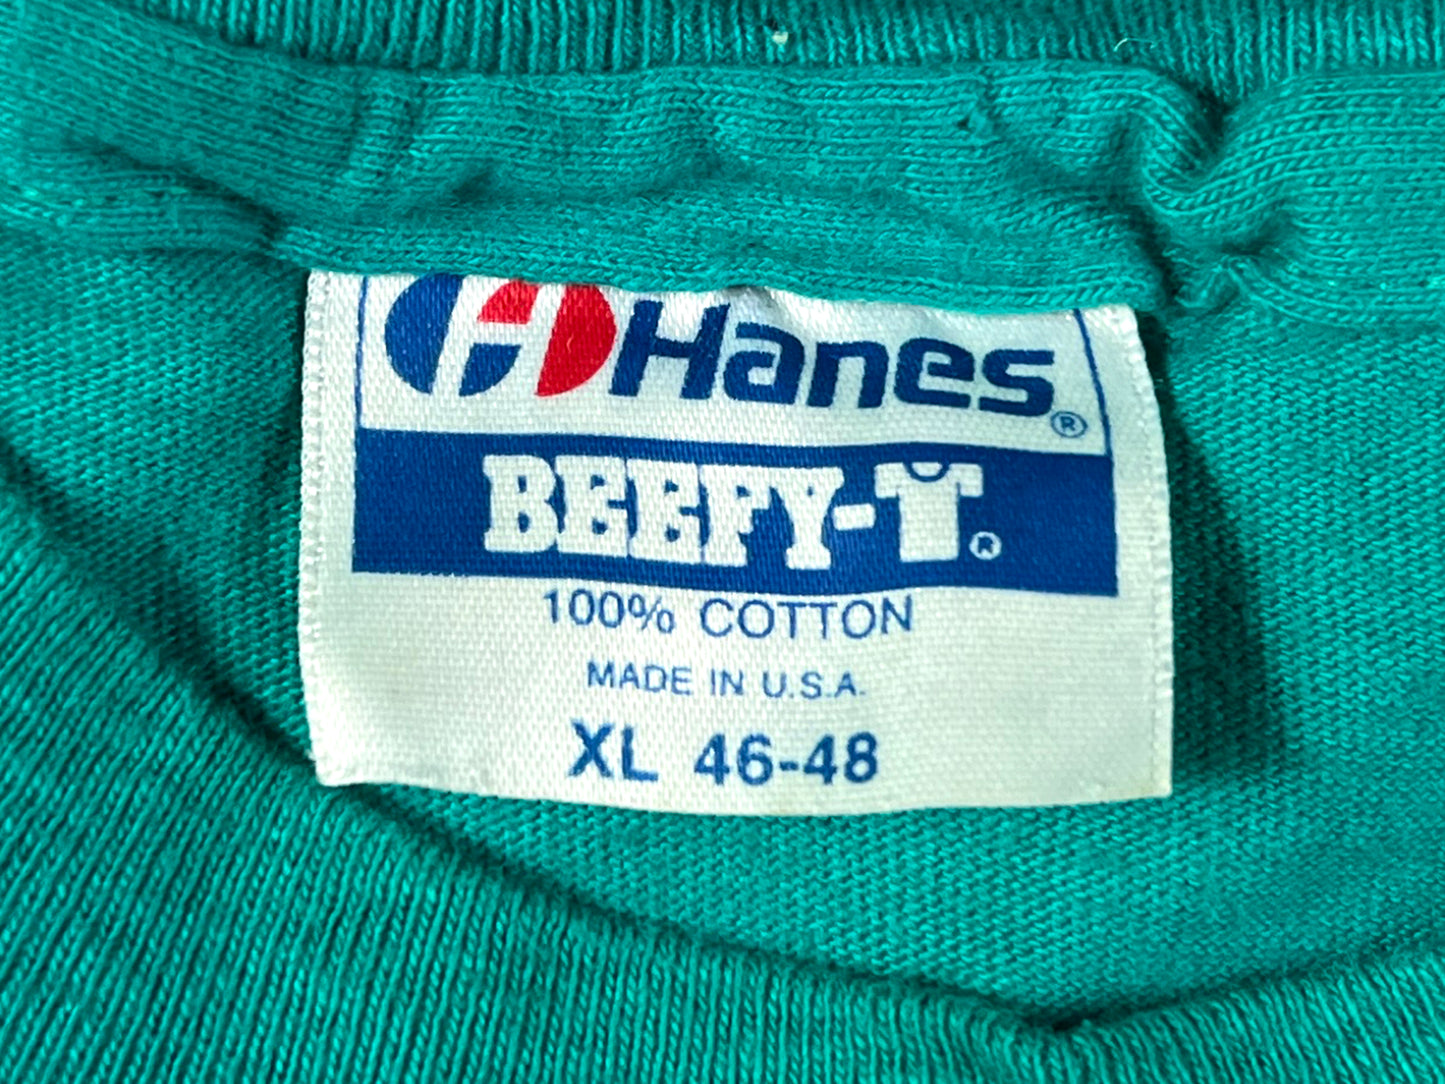 Hanes®
BEEFY-T®
100% COTTON
MADE IN U.S.A.
XL 46-48